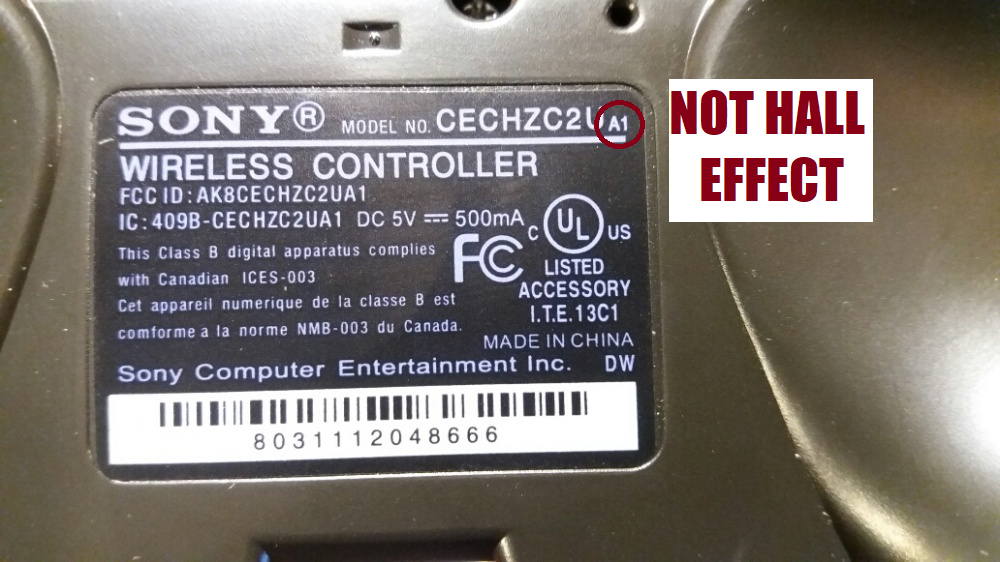 SONY® MODEL NO. CECHZC2U A1
NOT HALL
EFFECT
WIRELESS CONTROLLER
FCC ID: AK8CECHZC2UA1
IC: 409B-CECHZC2UA1 DC 5V ⎓ 500mA
This Class B digital apparatus complies
with Canadian ICES-003
Cet appareil numerique de la classe B est
comforme a la norme NMB-003 du Canada.
FC
C UL US
LISTED
ACCESSORY
I.T.E.13C1
MADE IN CHINA
Sony Computer Entertainment Inc. DW
8031112048666